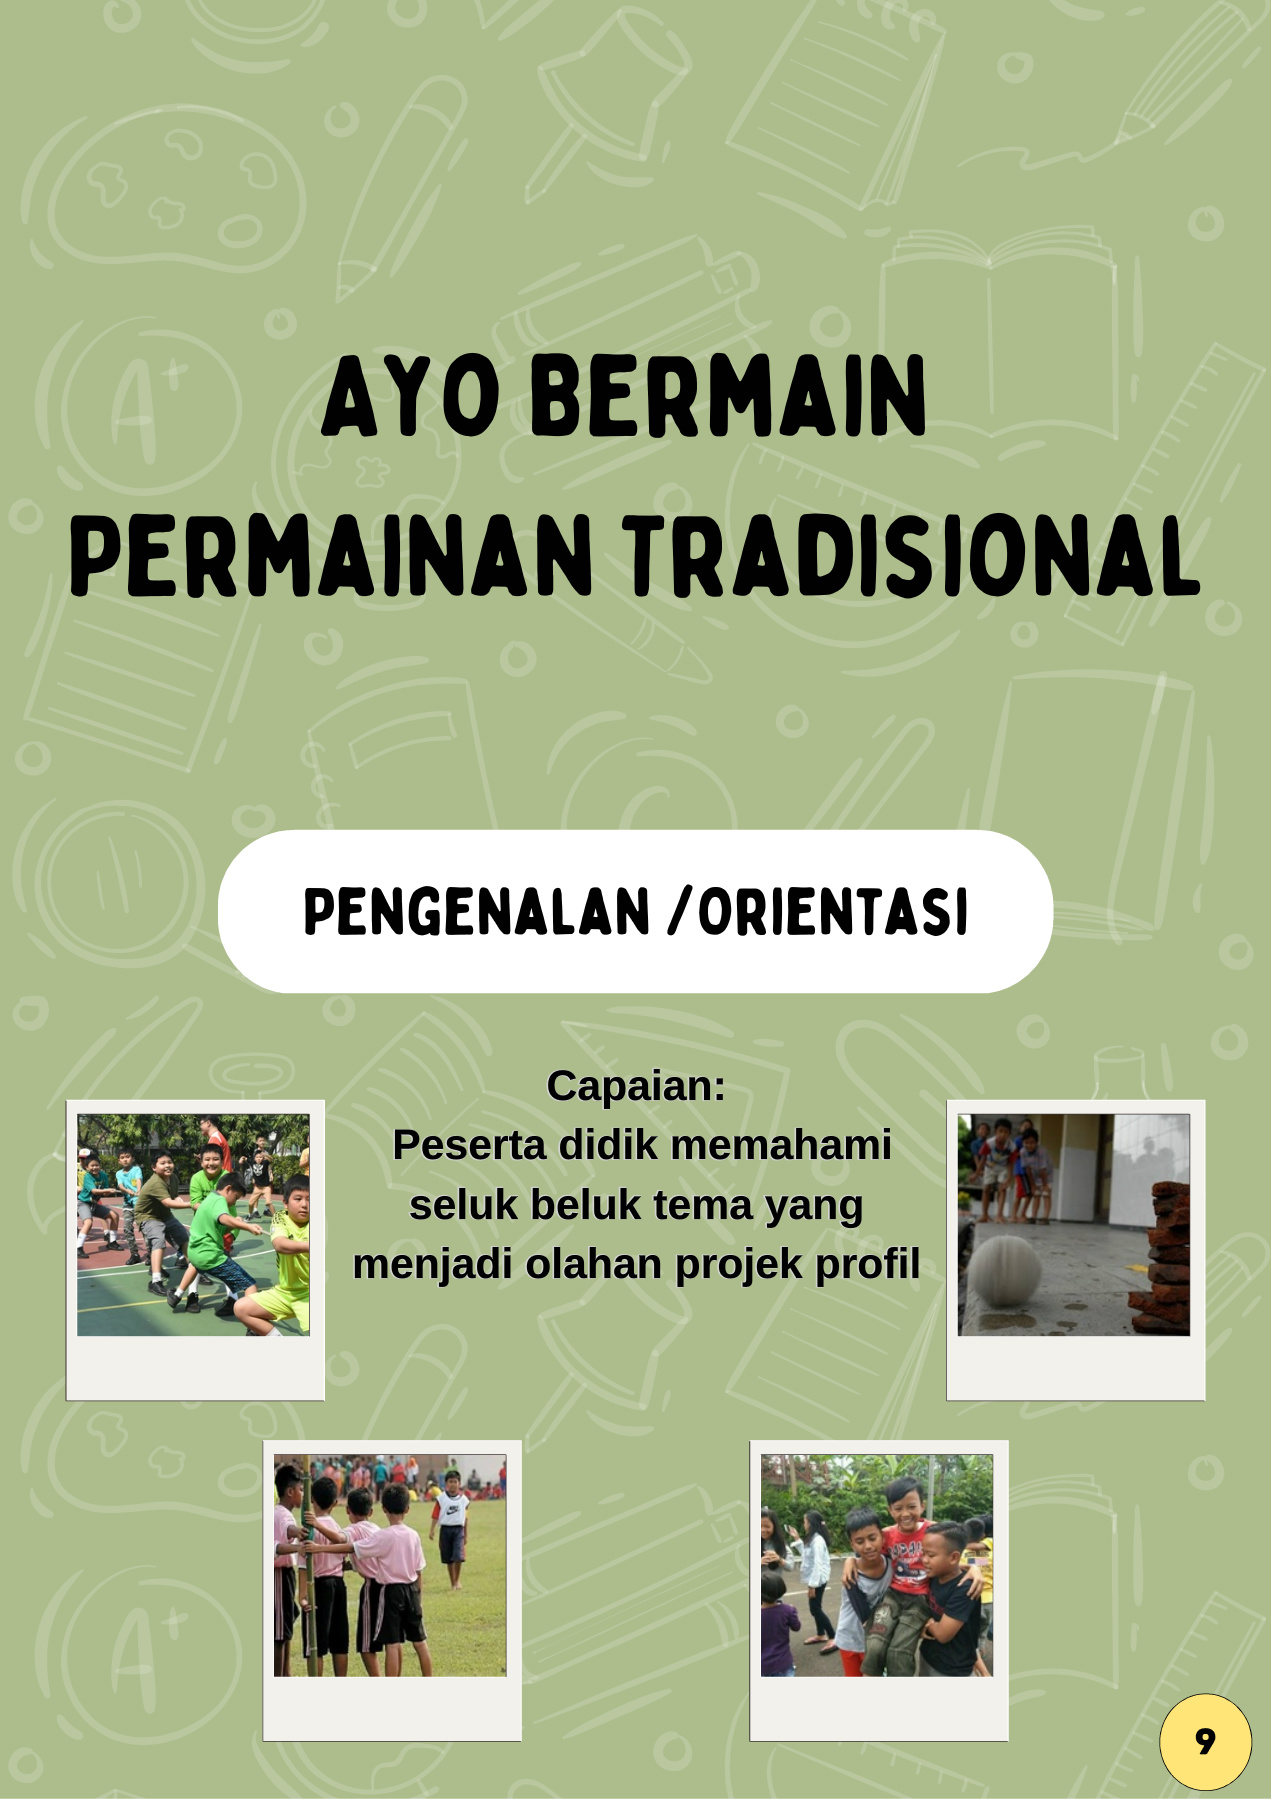 AYO BERMAIN
PERMAINAN TRADISIONAL
PENGENALAN /ORIENTASI
Capaian:
Peserta didik memahami
seluk beluk tema yang
menjadi olahan projek profil
9